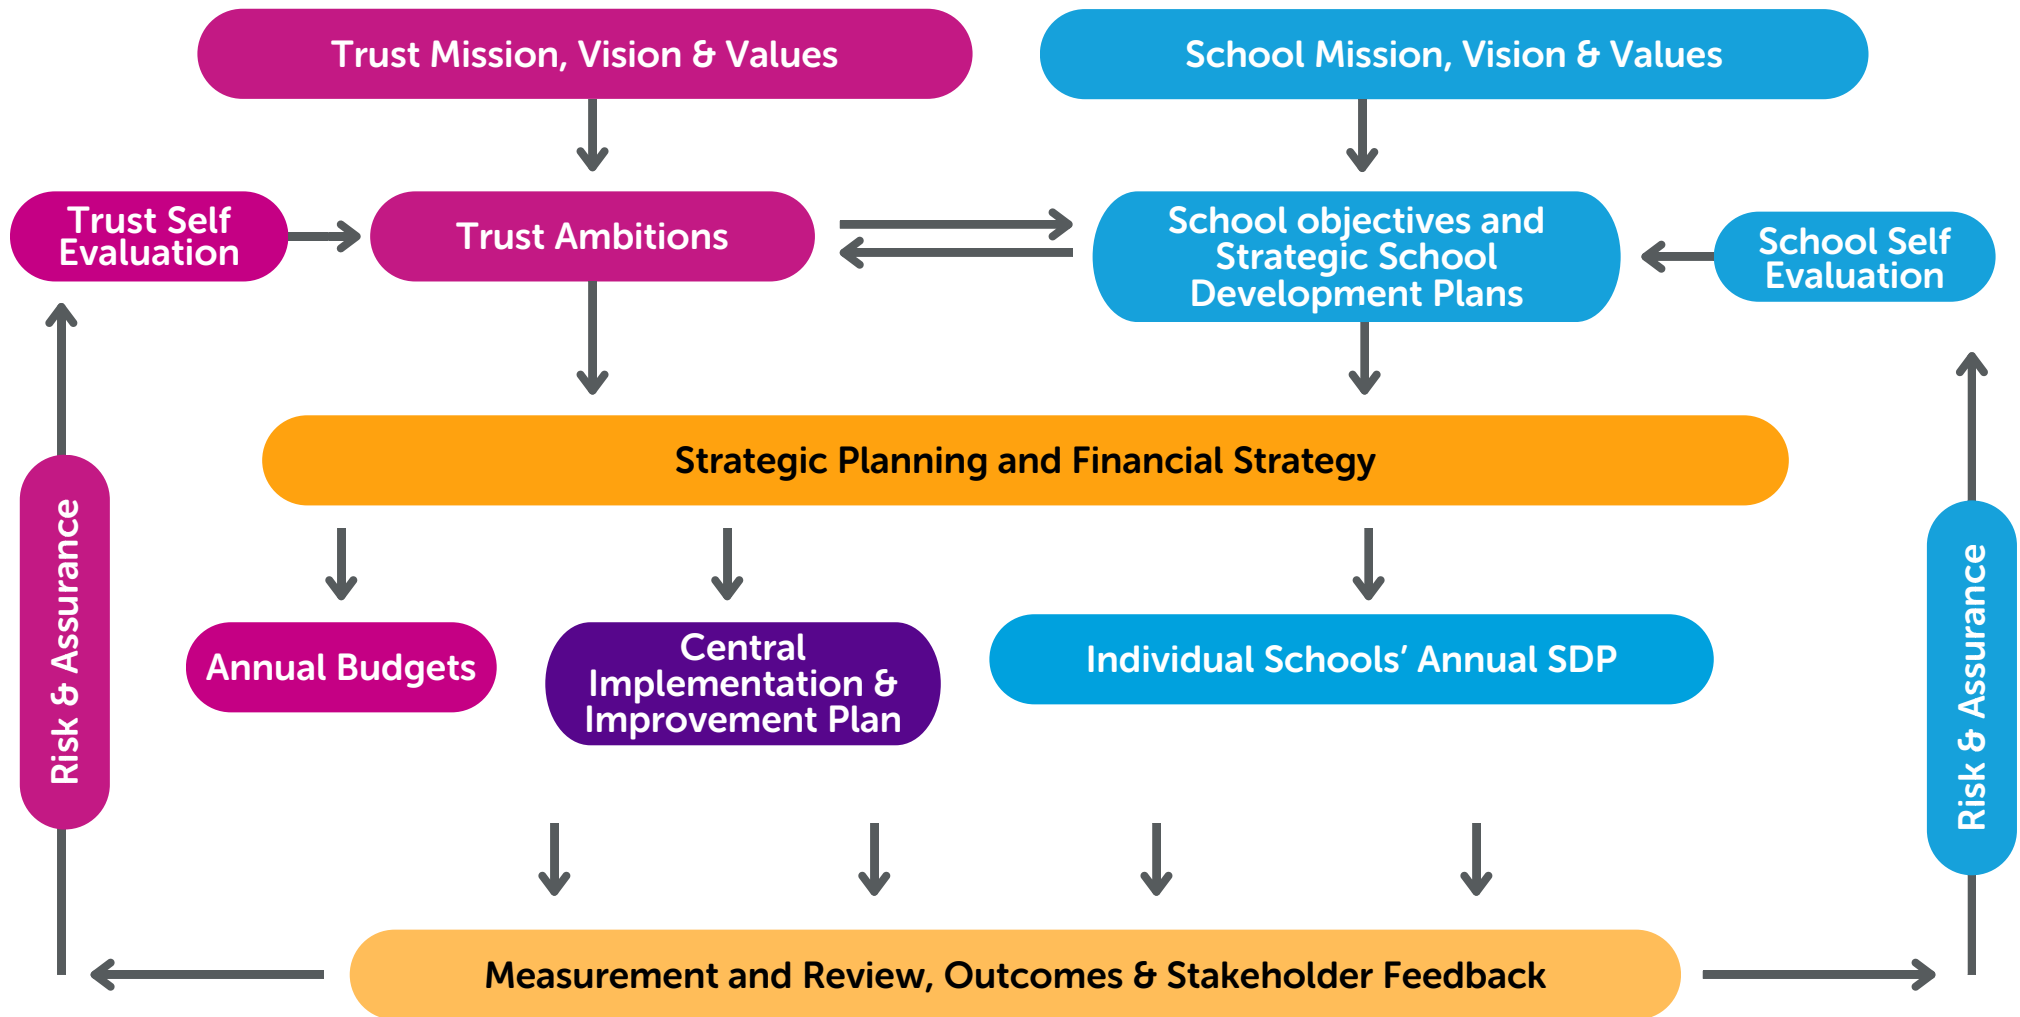 Trust Mission, Vision & Values
School Mission, Vision & Values
Trust Self
Evaluation
Trust Ambitions
School objectives and
Strategic School
Development Plans
School Self
Evaluation
Strategic Planning and Financial Strategy
Risk & Assurance
Annual Budgets
Central
Implementation &
Improvement Plan
Individual Schools’ Annual SDP
Risk & Assurance
Measurement and Review, Outcomes & Stakeholder Feedback